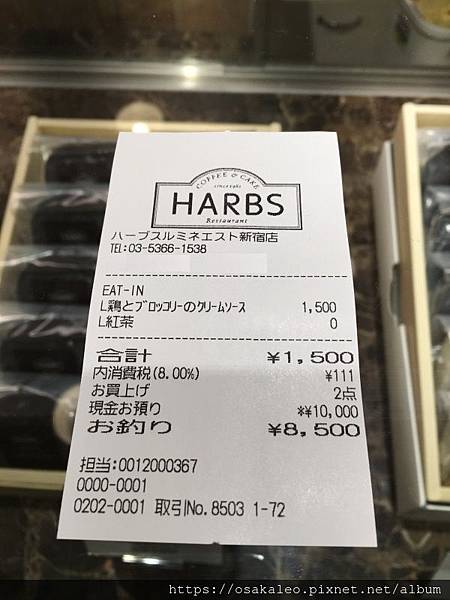 COFFEE & CAKE
since 1981
HARBS
Restaurant
ハーブスルミネエスト新宿店
TEL:03-5366-1538
EAT-IN
L鶏とブロッコリーのクリームソース 1,500
L紅茶 0
合計 ¥1,500
内消費税(8.00%) ¥111
お買上げ 2点
現金お預り *¥10,000
お釣り ¥8,500
担当:0012000367
0000-0001
0202-0001 取引No.8503 1-72
https://osakaleo.pixnet.net/album